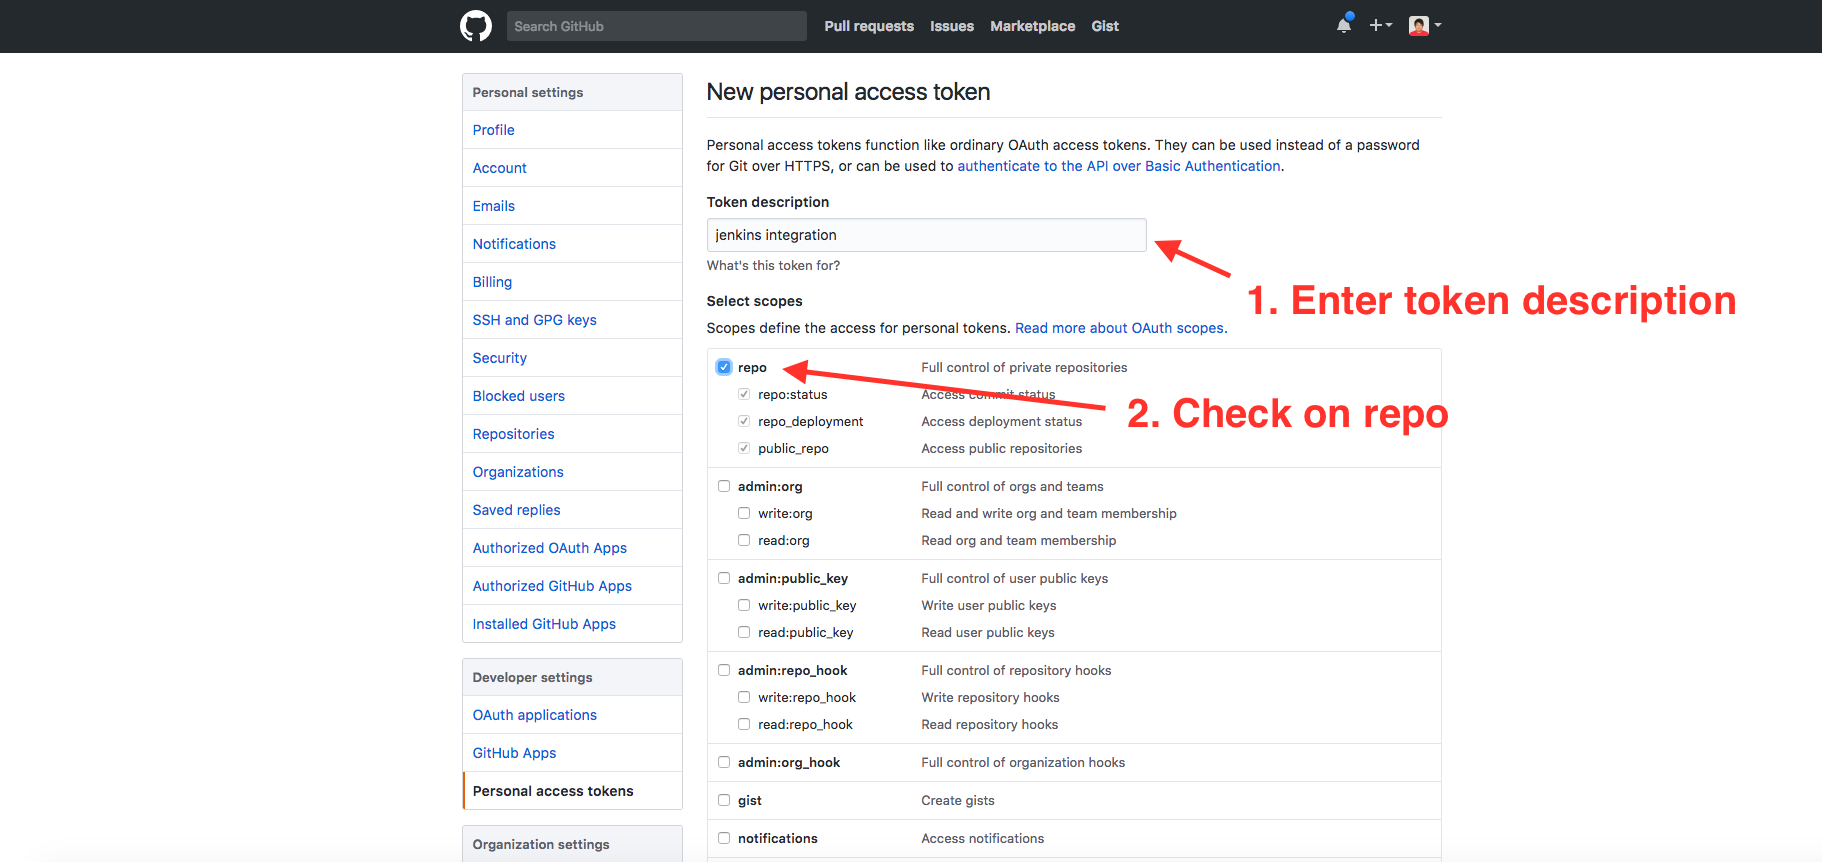 Search GitHub
Pull requests Issues Marketplace Gist
Personal settings
Profile
Account
Emails
Notifications
Billing
SSH and GPG keys
Security
Blocked users
Repositories
Organizations
Saved replies
Authorized OAuth Apps
Authorized GitHub Apps
Installed GitHub Apps
Developer settings
OAuth applications
GitHub Apps
Personal access tokens
Organization settings
New personal access token
Personal access tokens function like ordinary OAuth access tokens. They can be used instead of a password
for Git over HTTPS, or can be used to authenticate to the API over Basic Authentication.
Token description
jenkins integration
What's this token for?
1. Enter token description
Select scopes
Scopes define the access for personal tokens. Read more about OAuth scopes.
repo Full control of private repositories
repo:status Access commit status
2. Check on repo
repo_deployment Access deployment status
public_repo Access public repositories
admin:org Full control of orgs and teams
write:org Read and write org and team membership
read:org Read org and team membership
admin:public_key Full control of user public keys
write:public_key Write user public keys
read:public_key Read user public keys
admin:repo_hook Full control of repository hooks
write:repo_hook Write repository hooks
read:repo_hook Read repository hooks
admin:org_hook Full control of organization hooks
gist Create gists
notifications Access notifications